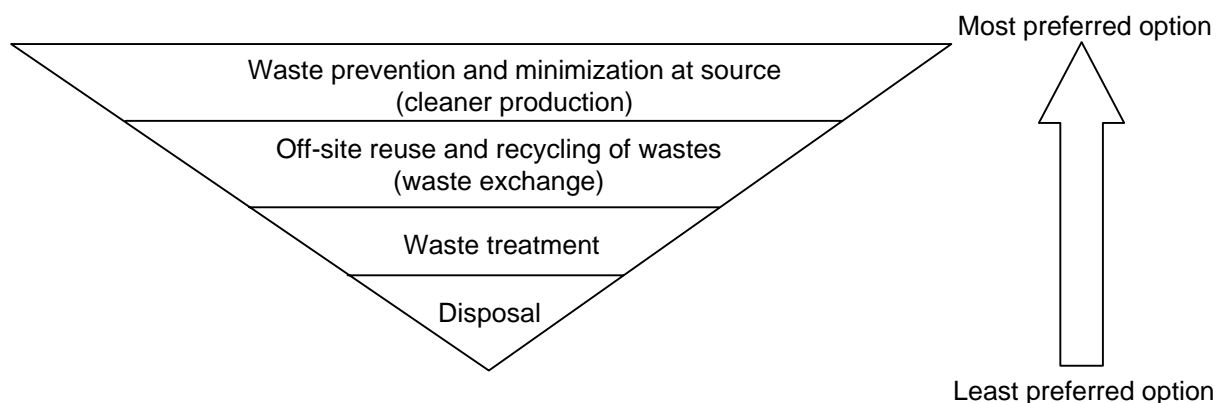 Most preferred option
Waste prevention and minimization at source
(cleaner production)
Off-site reuse and recycling of wastes
(waste exchange)
Waste treatment
Disposal
Least preferred option